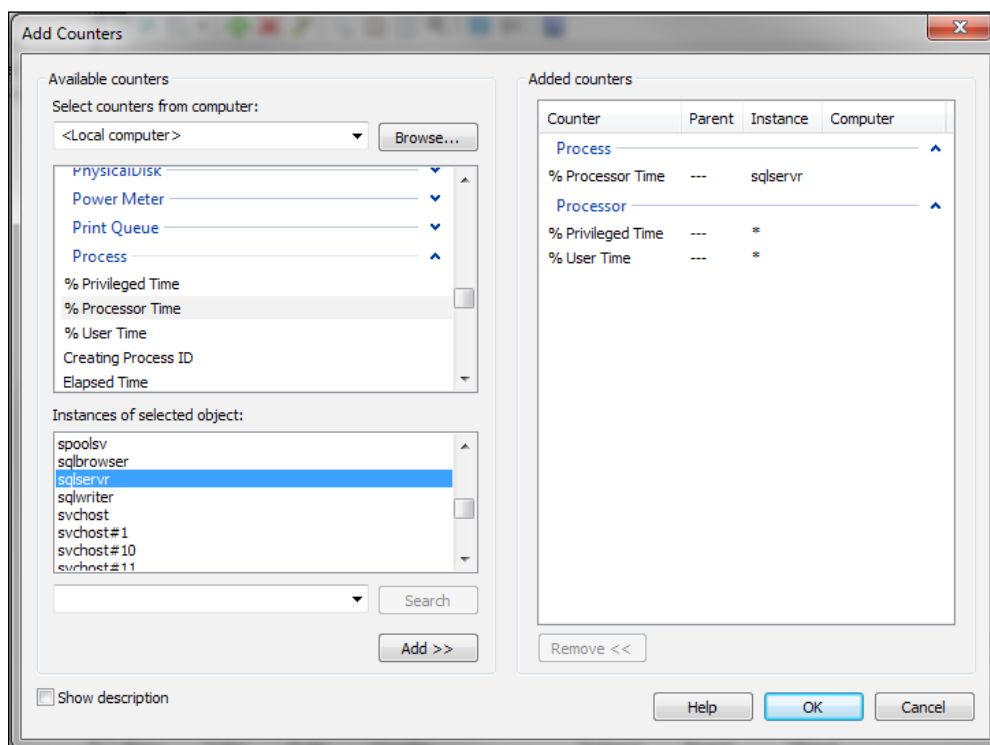 Add Counters
Available counters
Select counters from computer:
<Local computer>
Browse...
PhysicalDisk
Power Meter
Print Queue
Process
% Privileged Time
% Processor Time
% User Time
Creating Process ID
Elapsed Time
Instances of selected object:
spoolsv
sqlbrowser
sqlservr
sqlwriter
svchost
svchost#1
svchost#10
svchost#11
Search
Add >>
Show description
Added counters
Counter Parent Instance Computer
Process
% Processor Time --- sqlservr
Processor
% Privileged Time --- *
% User Time --- *
Remove <<
Help
OK
Cancel